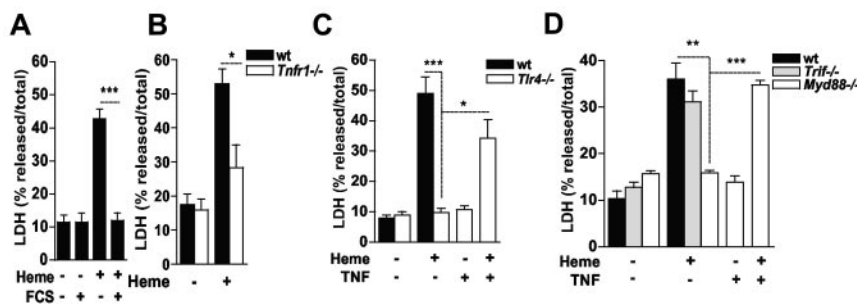 A
LDH (% released/total)
60
50
40
30
20
10
0
***
Heme - - + +
FCS - + - +
B
wt
Tnfr1-/-
LDH (% released/total)
60
50
40
30
20
10
0
*
Heme - +
C
wt
Tlr4-/-
LDH (% released/total)
60
50
40
30
20
10
0
***
*
Heme - + - +
TNF - - + +
D
wt
Trif-/-
Myd88-/-
LDH (% released/total)
40
30
20
10
0
**
***
Heme - + - +
TNF - + +